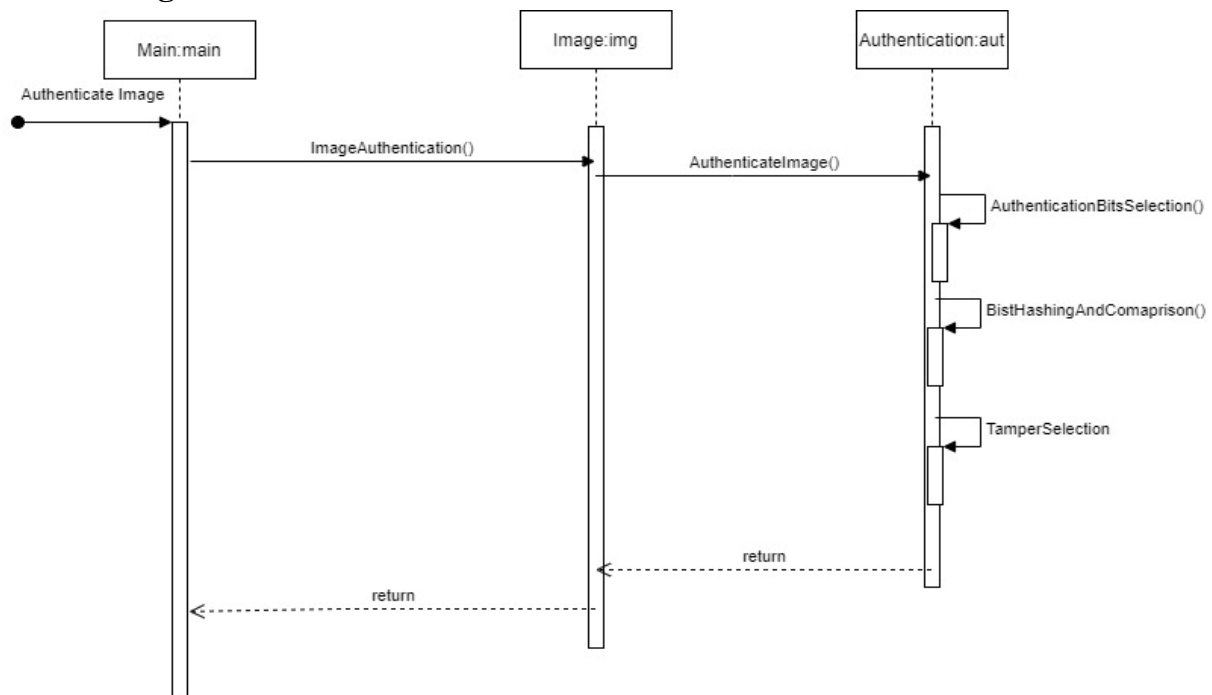 Main:main
Image:img
Authentication:aut
Authenticate Image
ImageAuthentication()
AuthenticateImage()
AuthenticationBitsSelection()
BistHashingAndComaprison()
TamperSelection
return
return